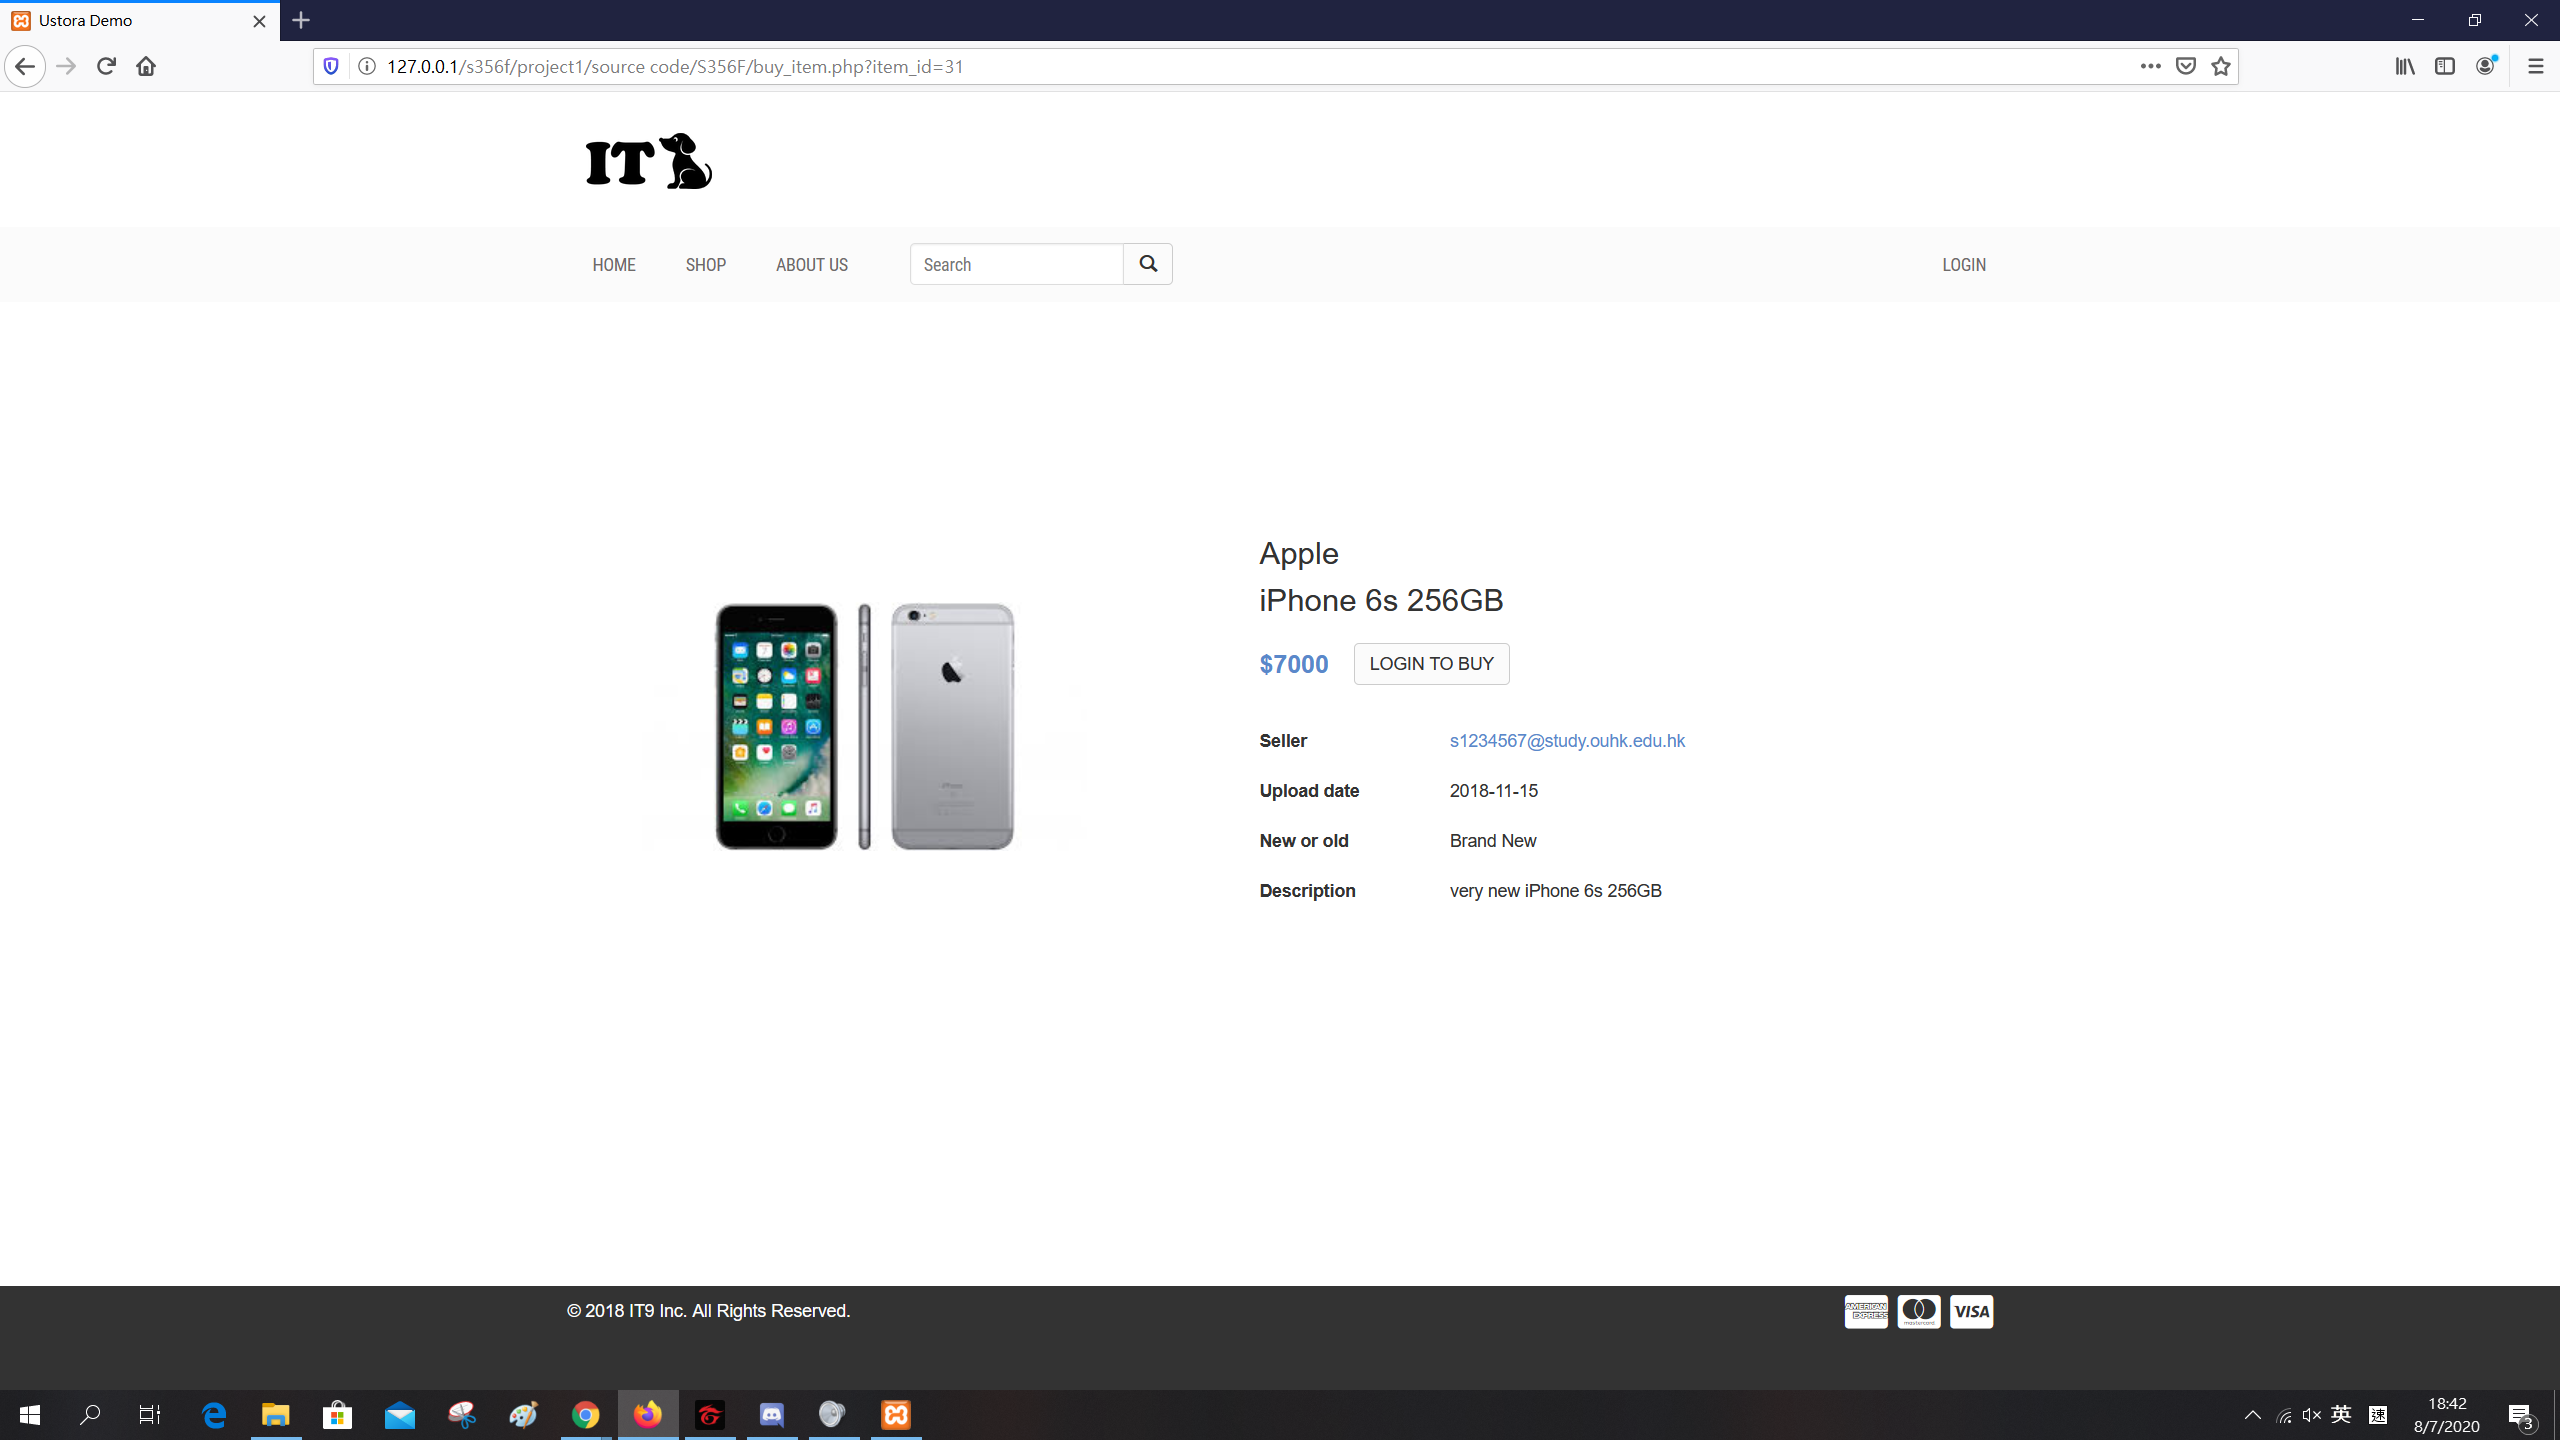 Ustora Demo
127.0.0.1/s356f/project1/source code/S356F/buy_item.php?item_id=31
IT
HOME SHOP ABOUT US Search LOGIN
Apple
iPhone 6s 256GB
$7000 LOGIN TO BUY
Seller s1234567@study.ouhk.edu.hk
Upload date 2018-11-15
New or old Brand New
Description very new iPhone 6s 256GB
© 2018 IT9 Inc. All Rights Reserved.
AMERICAN EXPRESS mastercard VISA
英 速 18:42
8/7/2020 3